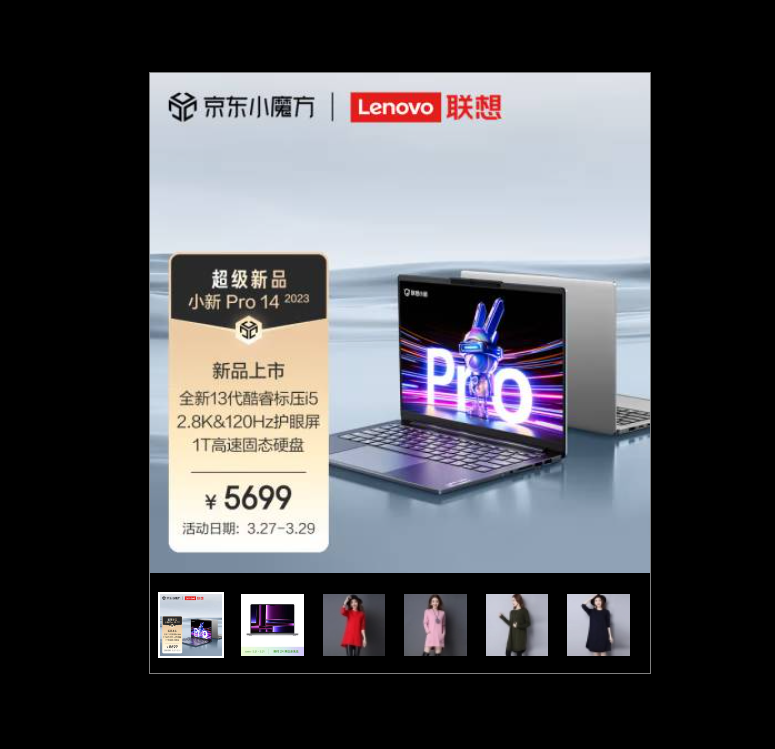 京东小魔方 | Lenovo 联想
超级新品
小新 Pro 14 2023
新品上市
全新13代酷睿标压i5
2.8K&120Hz护眼屏
1T高速固态硬盘
¥ 5699
活动日期: 3.27-3.29
Pro